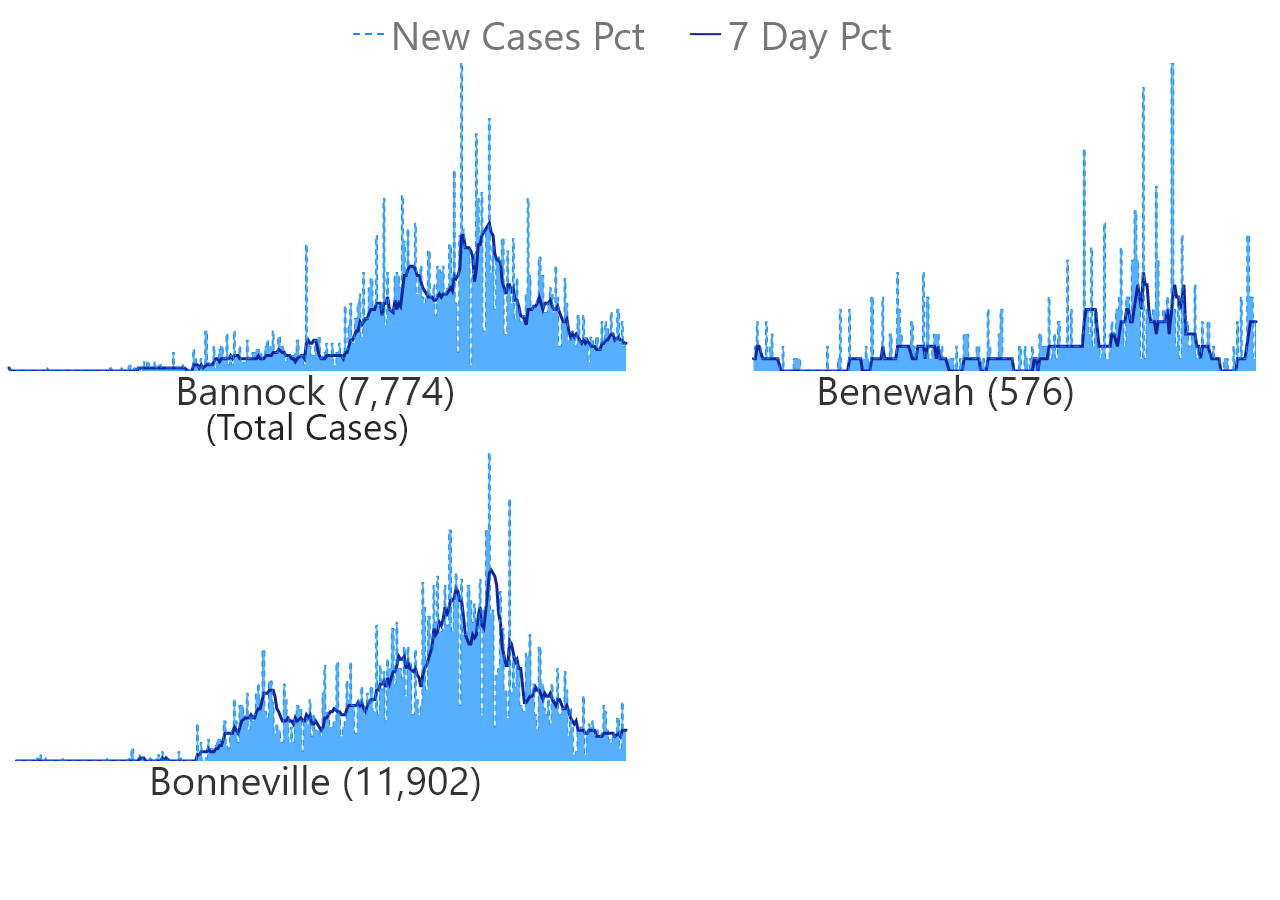 New Cases Pct 7 Day Pct
Bannock (7,774)
(Total Cases)
Benewah (576)
Bonneville (11,902)